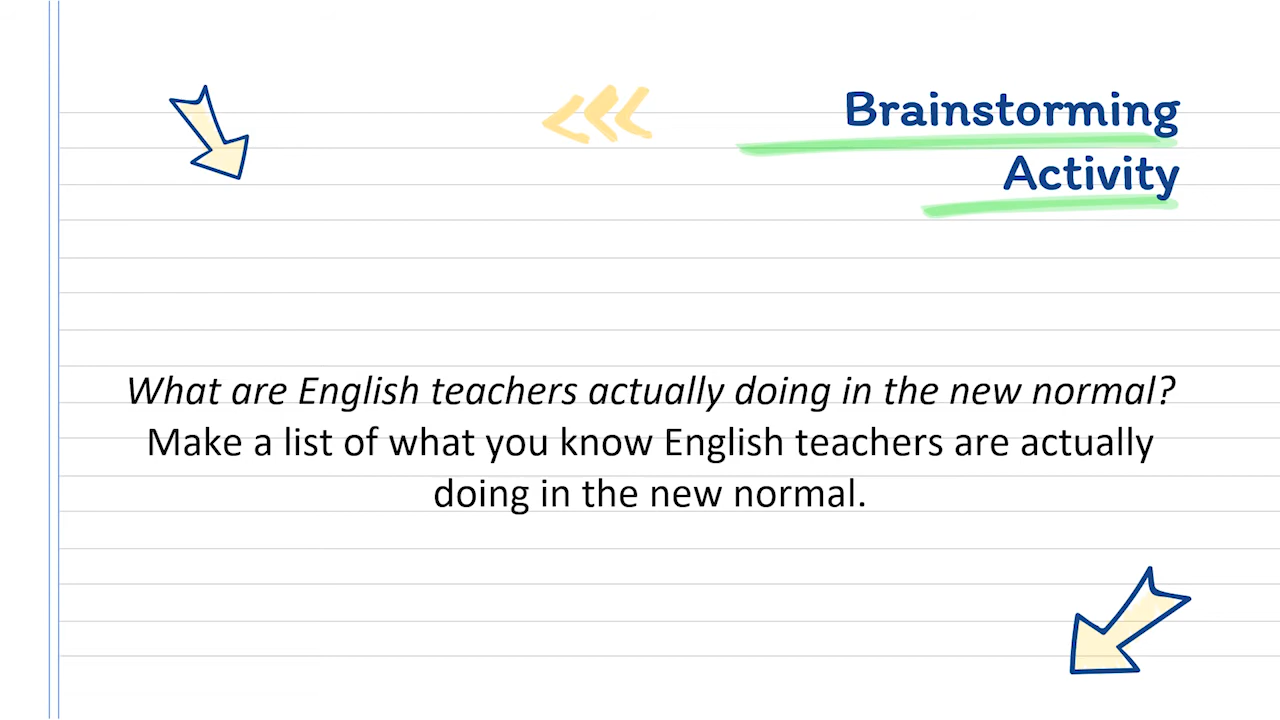 Brainstorming
Activity
What are English teachers actually doing in the new normal?
Make a list of what you know English teachers are actually
doing in the new normal.